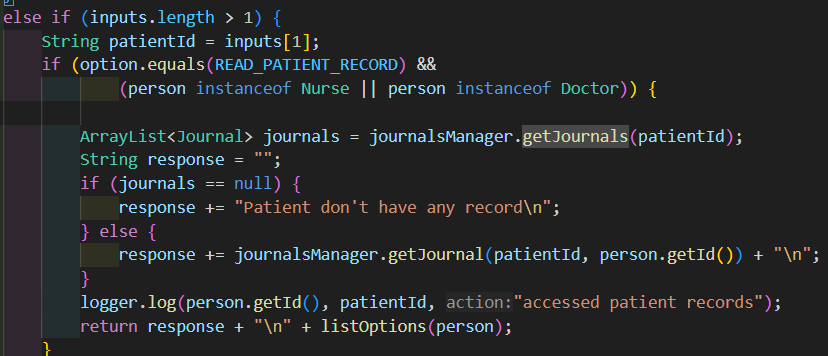 else if (inputs.length > 1) {
String patientId = inputs[1];
if (option.equals(READ_PATIENT_RECORD) &&
(person instanceof Nurse || person instanceof Doctor)) {
ArrayList<Journal> journals = journalsManager.getJournals(patientId);
String response = "";
if (journals == null) {
response += "Patient don't have any record\n";
} else {
response += journalsManager.getJournal(patientId, person.getId()) + "\n";
}
logger.log(person.getId(), patientId, action:"accessed patient records");
return response + "\n" + listOptions(person);
}